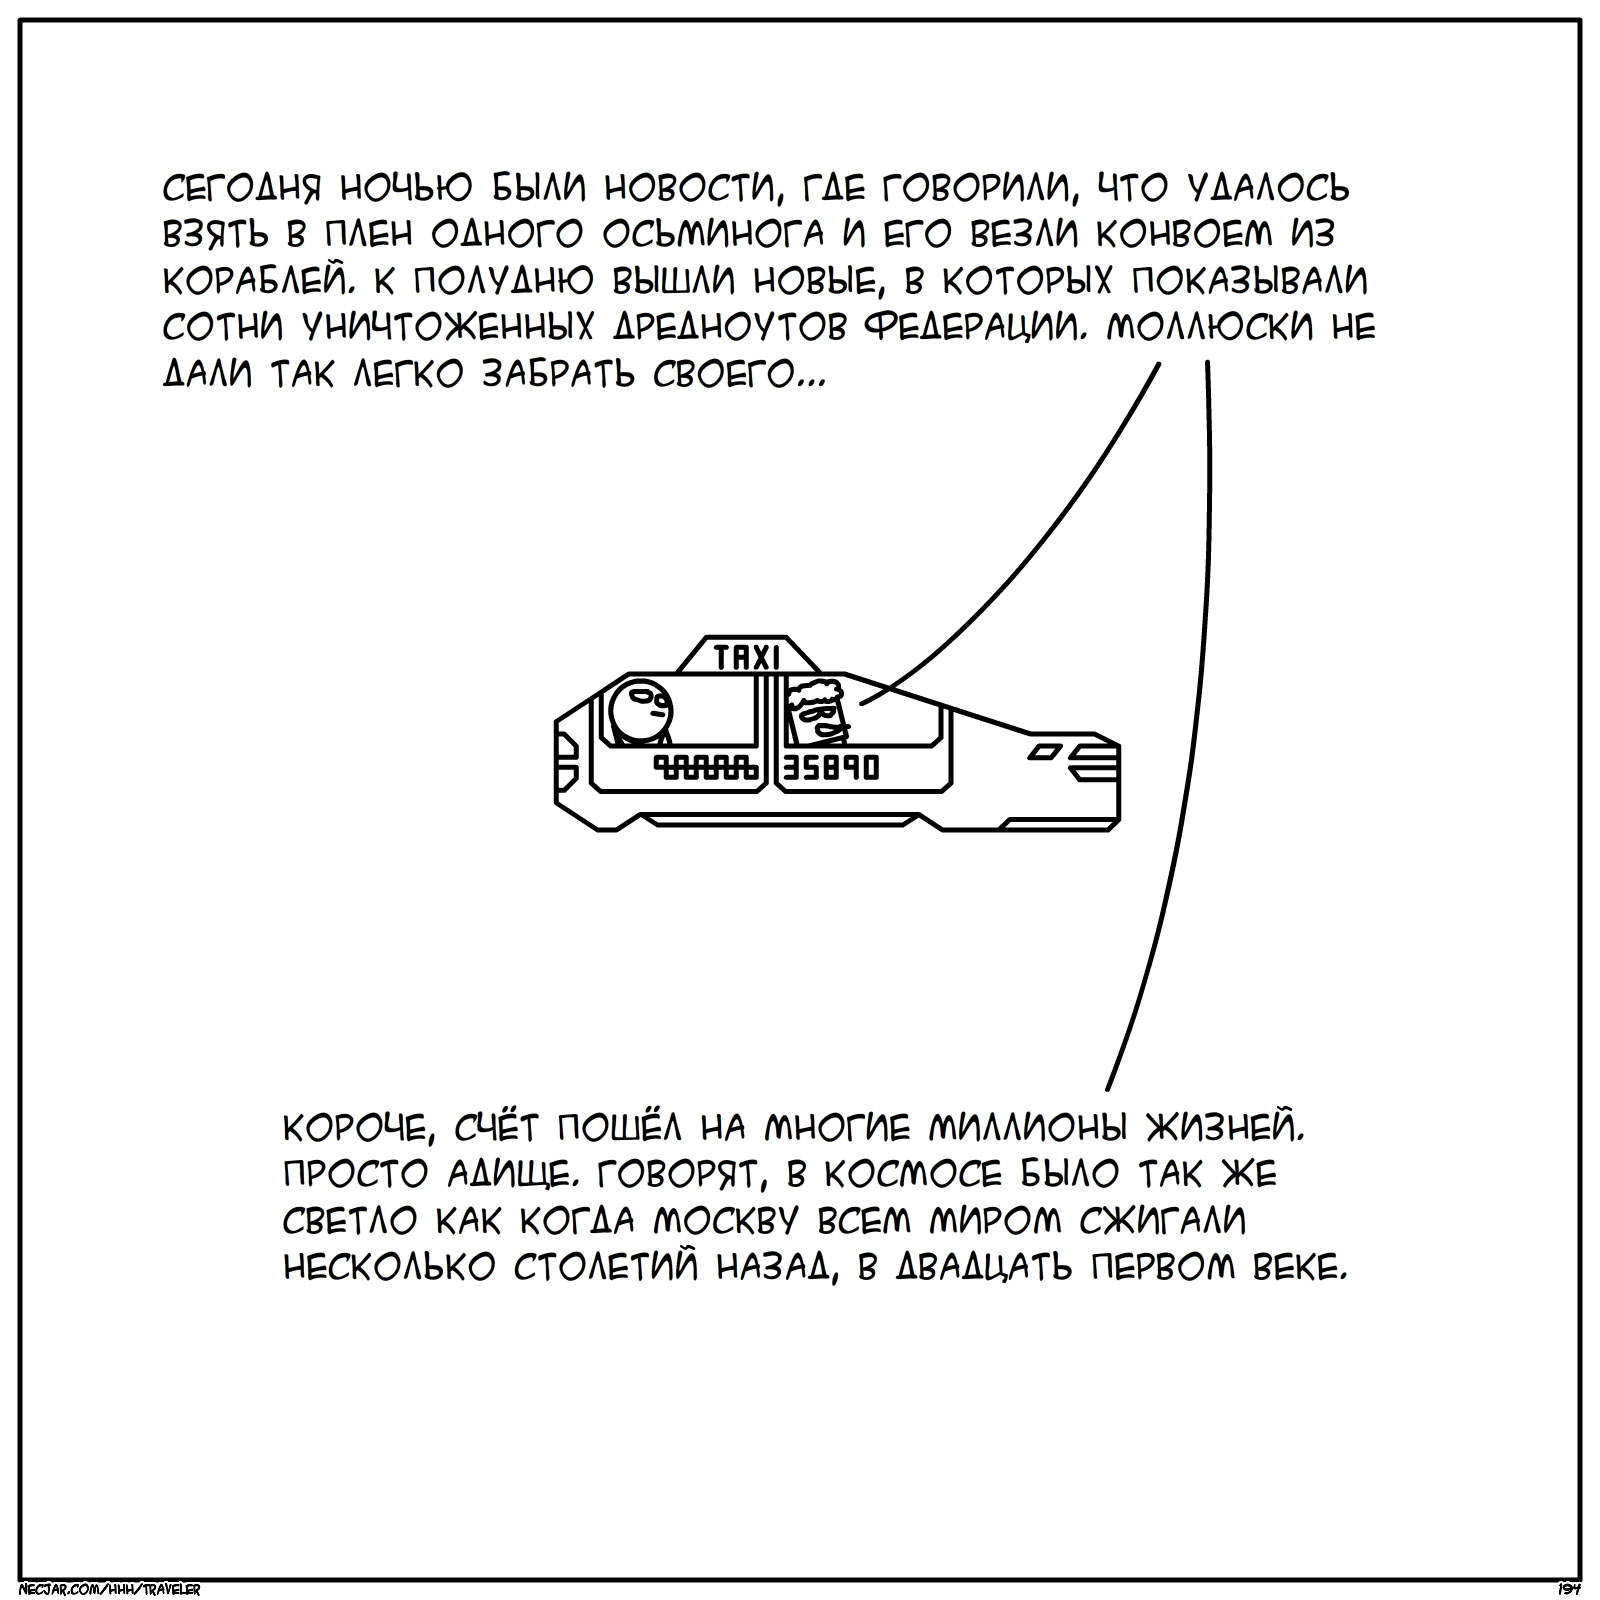 СЕГОДНЯ НОЧЬЮ БЫЛИ НОВОСТИ, ГДЕ ГОВОРИЛИ, ЧТО УДАЛОСЬ
ВЗЯТЬ В ПЛЕН ОДНОГО ОСЬМИНОГА И ЕГО ВЕЗЛИ КОНВОЕМ ИЗ
КОРАБЛЕЙ. К ПОЛУДНЮ ВЫШЛИ НОВЫЕ, В КОТОРЫХ ПОКАЗЫВАЛИ
СОТНИ УНИЧТОЖЕННЫХ ДРЕДНОУТОВ ФЕДЕРАЦИИ. МОЛЛЮСКИ НЕ
ДАЛИ ТАК ЛЕГКО ЗАБРАТЬ СВОЕГО...
TAXI
35890
КОРОЧЕ, СЧЁТ ПОШЁЛ НА МНОГИЕ МИЛЛИОНЫ ЖИЗНЕЙ.
ПРОСТО АДИЩЕ. ГОВОРЯТ, В КОСМОСЕ БЫЛО ТАК ЖЕ
СВЕТЛО КАК КОГДА МОСКВУ ВСЕМ МИРОМ СЖИГАЛИ
НЕСКОЛЬКО СТОЛЕТИЙ НАЗАД, В ДВАДЦАТЬ ПЕРВОМ ВЕКЕ.
NECJAR.COM/HHH/TRAVELER
194